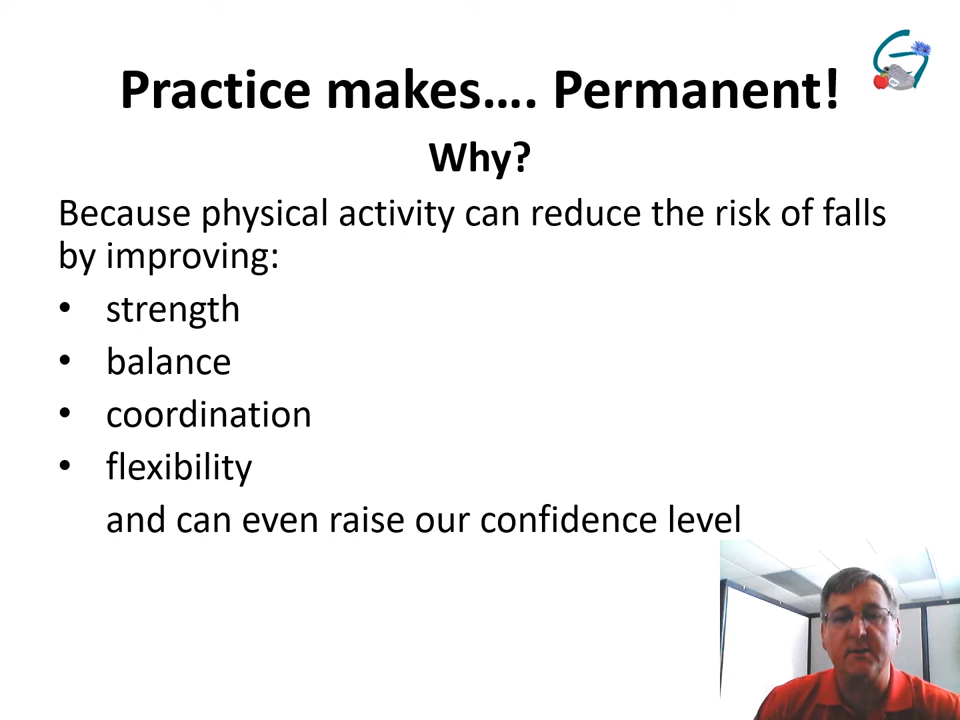 Practice makes.... Permanent!
Why?
Because physical activity can reduce the risk of falls
by improving:
• strength
• balance
• coordination
• flexibility
and can even raise our confidence level